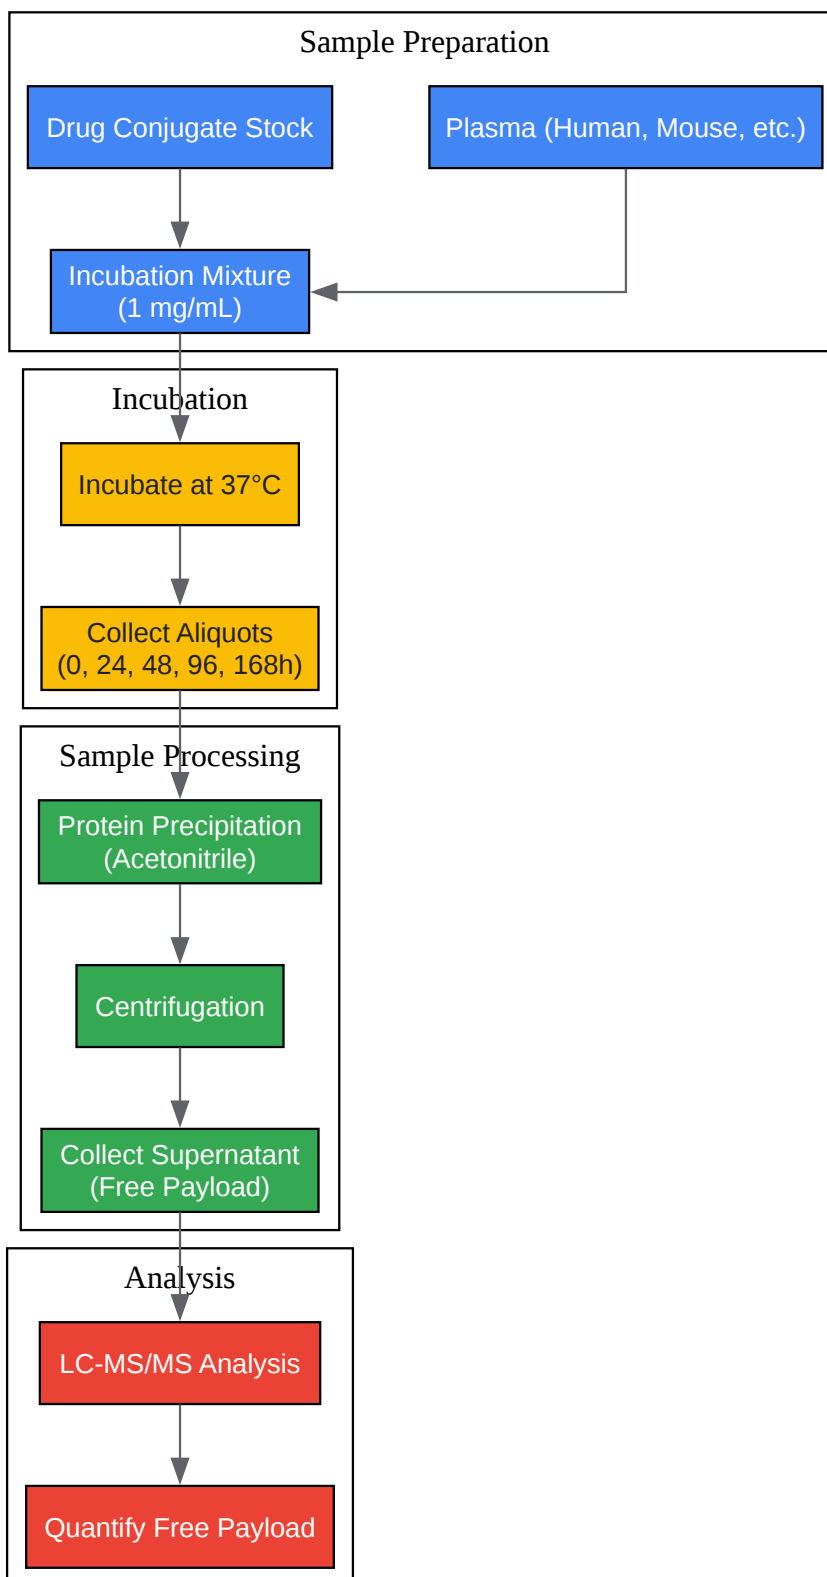 Sample Preparation
Drug Conjugate Stock
Plasma (Human, Mouse, etc.)
Incubation Mixture
(1 mg/mL)
Incubation
Incubate at 37°C
Collect Aliquots
(0, 24, 48, 96, 168h)
Sample Processing
Protein Precipitation
(Acetonitrile)
Centrifugation
Collect Supernatant
(Free Payload)
Analysis
LC-MS/MS Analysis
Quantify Free Payload